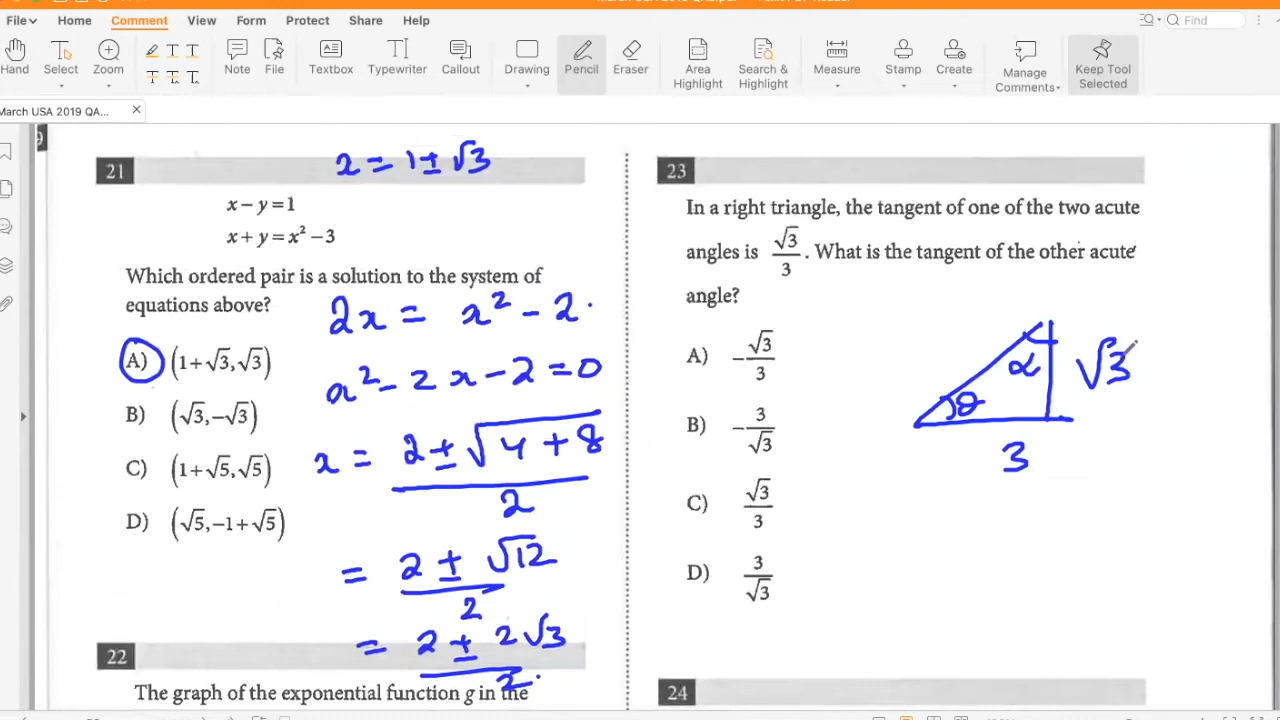 File
Home
Comment
View
Form
Protect
Share
Help
Find
Hand
Select
Zoom
Note
File
Textbox
Typewriter
Callout
Drawing
Pencil
Eraser
Area Highlight
Search & Highlight
Measure
Stamp
Create
Manage Comments
Keep Tool Selected
March USA 2019 QA...
21
x = 1 ± √3
x − y = 1
x + y = x² − 3
Which ordered pair is a solution to the system of
equations above?
2x = x² − 2
A) (1+√3, √3)
x² − 2x − 2 = 0
B) (√3, −√3)
x = (2 ± √(4 + 8))/2
C) (1+√5, √5)
D) (√5, −1+√5)
= (2 ± √12)/2
= (2 ± 2√3)/2
22
The graph of the exponential function g in the
23
In a right triangle, the tangent of one of the two acute
angles is √3/3. What is the tangent of the other acute
angle?
A) −√3/3
B) −3/√3
C) √3/3
D) 3/√3
α
√3
θ
3
24